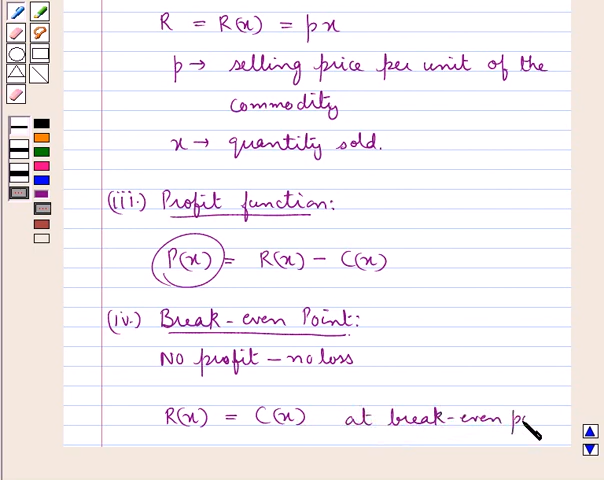 R = R(x) = px
p → selling price per unit of the
commodity
x → quantity sold.
(iii.) Profit function:
P(x) = R(x) - C(x)
(iv.) Break-even Point:
No profit - no loss
R(x) = C(x) at break-even p